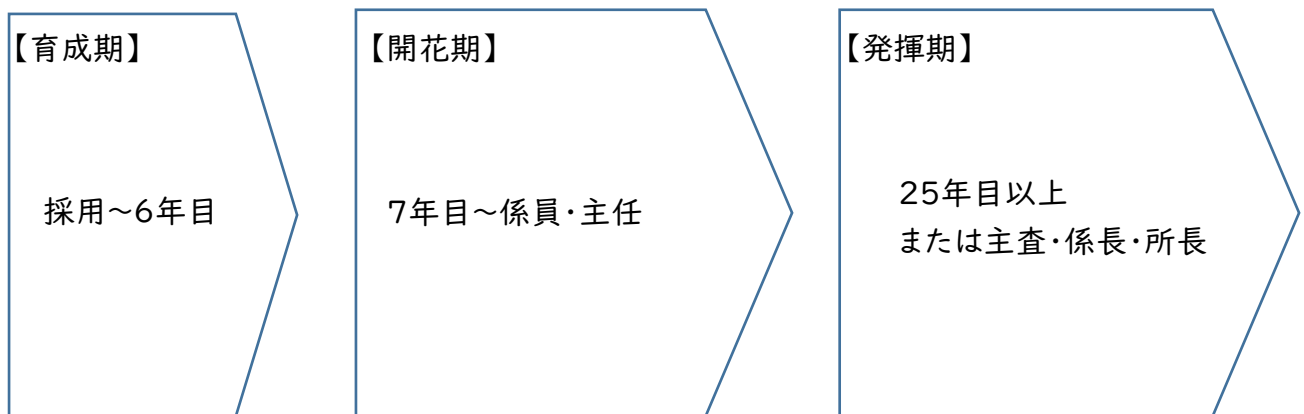 【育成期】
採用～6年目
【開花期】
7年目～係員・主任
【発揮期】
25年目以上
または主査・係長・所長